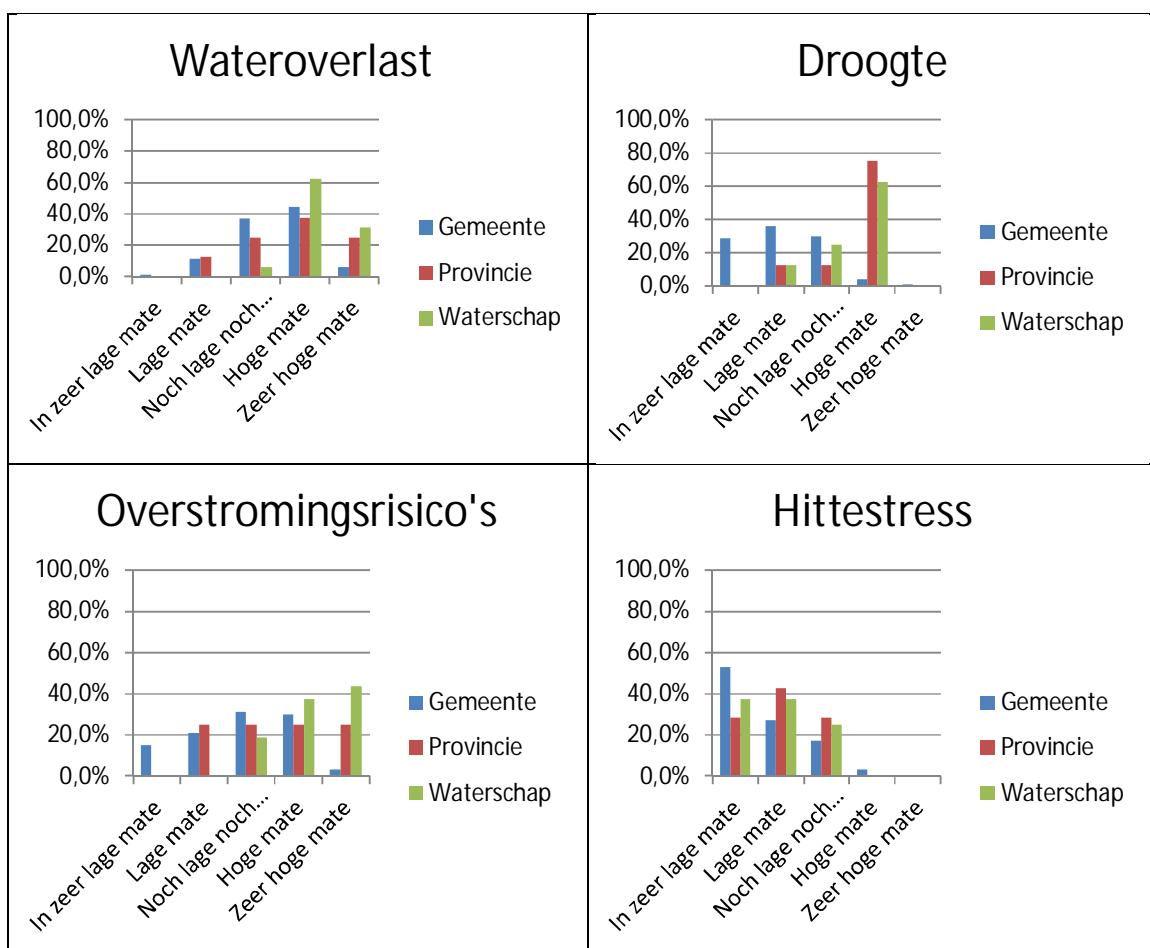 Wateroverlast
100,0%
80,0%
60,0%
40,0%
20,0%
0,0%
In zeer lage mate
Lage mate
Noch lage noch...
Hoge mate
Zeer hoge mate
Gemeente
Provincie
Waterschap
Droogte
100,0%
80,0%
60,0%
40,0%
20,0%
0,0%
In zeer lage mate
Lage mate
Noch lage noch...
Hoge mate
Zeer hoge mate
Gemeente
Provincie
Waterschap
Overstromingsrisico's
100,0%
80,0%
60,0%
40,0%
20,0%
0,0%
In zeer lage mate
Lage mate
Noch lage noch...
Hoge mate
Zeer hoge mate
Gemeente
Provincie
Waterschap
Hittestress
100,0%
80,0%
60,0%
40,0%
20,0%
0,0%
In zeer lage mate
Lage mate
Noch lage noch...
Hoge mate
Zeer hoge mate
Gemeente
Provincie
Waterschap